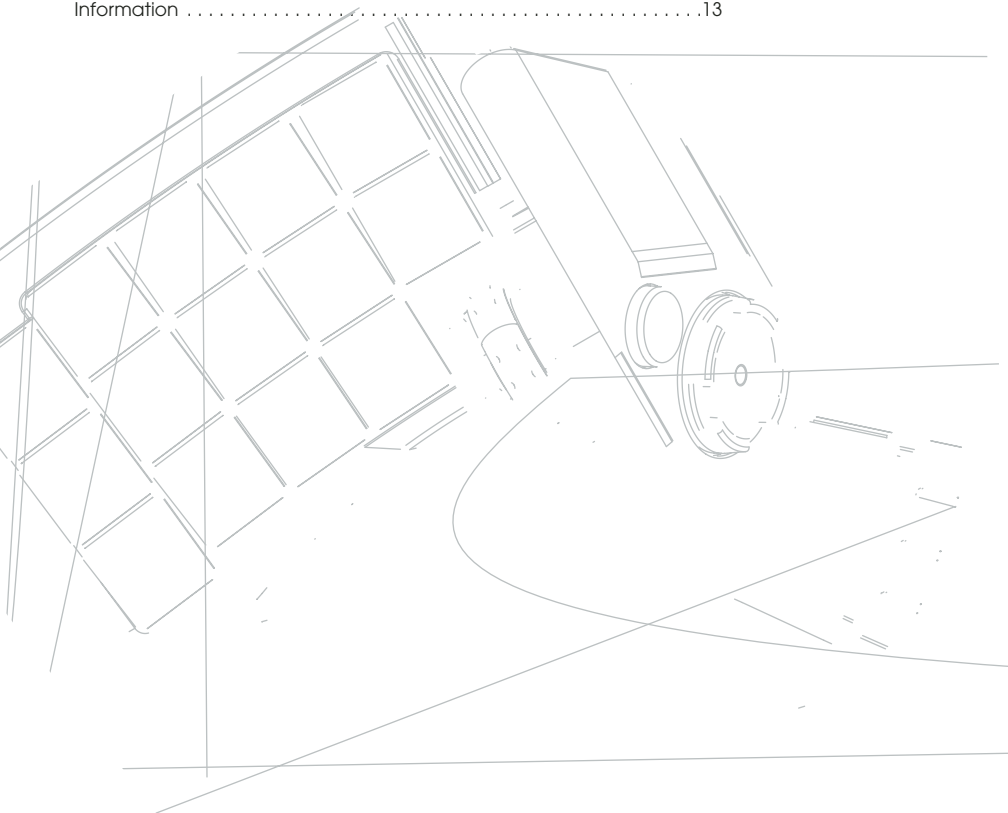 Information . . . . . . . . . . . . . . . . . . . . . . . . . . . . . . . . . . . . . . . . . . . . . . . . . . . . . . . . . . . .13